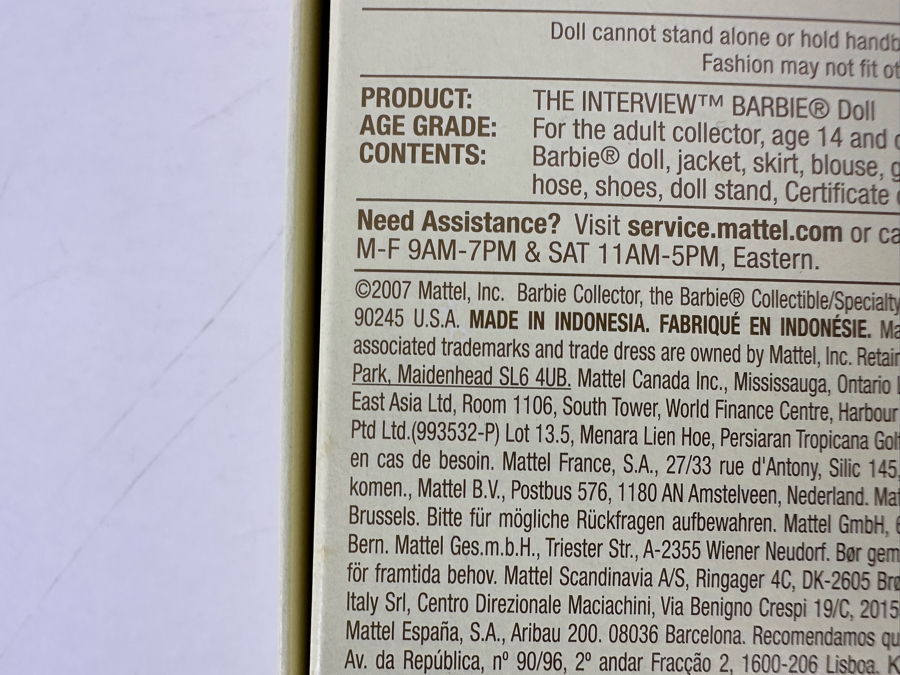 Doll cannot stand alone or hold handb
Fashion may not fit ot
PRODUCT: THE INTERVIEW™ BARBIE® Doll
AGE GRADE: For the adult collector, age 14 and o
CONTENTS: Barbie® doll, jacket, skirt, blouse, g
hose, shoes, doll stand, Certificate
Need Assistance? Visit service.mattel.com or ca
M-F 9AM-7PM & SAT 11AM-5PM, Eastern.
©2007 Mattel, Inc. Barbie Collector, the Barbie® Collectible/Specialty
90245 U.S.A. MADE IN INDONESIA. FABRIQUÉ EN INDONÉSIE. Ma
associated trademarks and trade dress are owned by Mattel, Inc. Retain
Park, Maidenhead SL6 4UB. Mattel Canada Inc., Mississauga, Ontario
East Asia Ltd, Room 1106, South Tower, World Finance Centre, Harbour
Ptd Ltd.(993532-P) Lot 13.5, Menara Lien Hoe, Persiaran Tropicana Golf
en cas de besoin. Mattel France, S.A., 27/33 rue d'Antony, Silic 145,
komen., Mattel B.V., Postbus 576, 1180 AN Amstelveen, Nederland. Mat
Brussels. Bitte für mögliche Rückfragen aufbewahren. Mattel GmbH, 6
Bern. Mattel Ges.m.b.H., Triester Str., A-2355 Wiener Neudorf. Bør gem
för framtida behov. Mattel Scandinavia A/S, Ringager 4C, DK-2605 Brø
Italy Srl, Centro Direzionale Maciachini, Via Benigno Crespi 19/C, 2015
Mattel España, S.A., Aribau 200. 08036 Barcelona. Recomendamos qu
Av. da República, nº 90/96, 2º andar Fracção 2, 1600-206 Lisboa. K